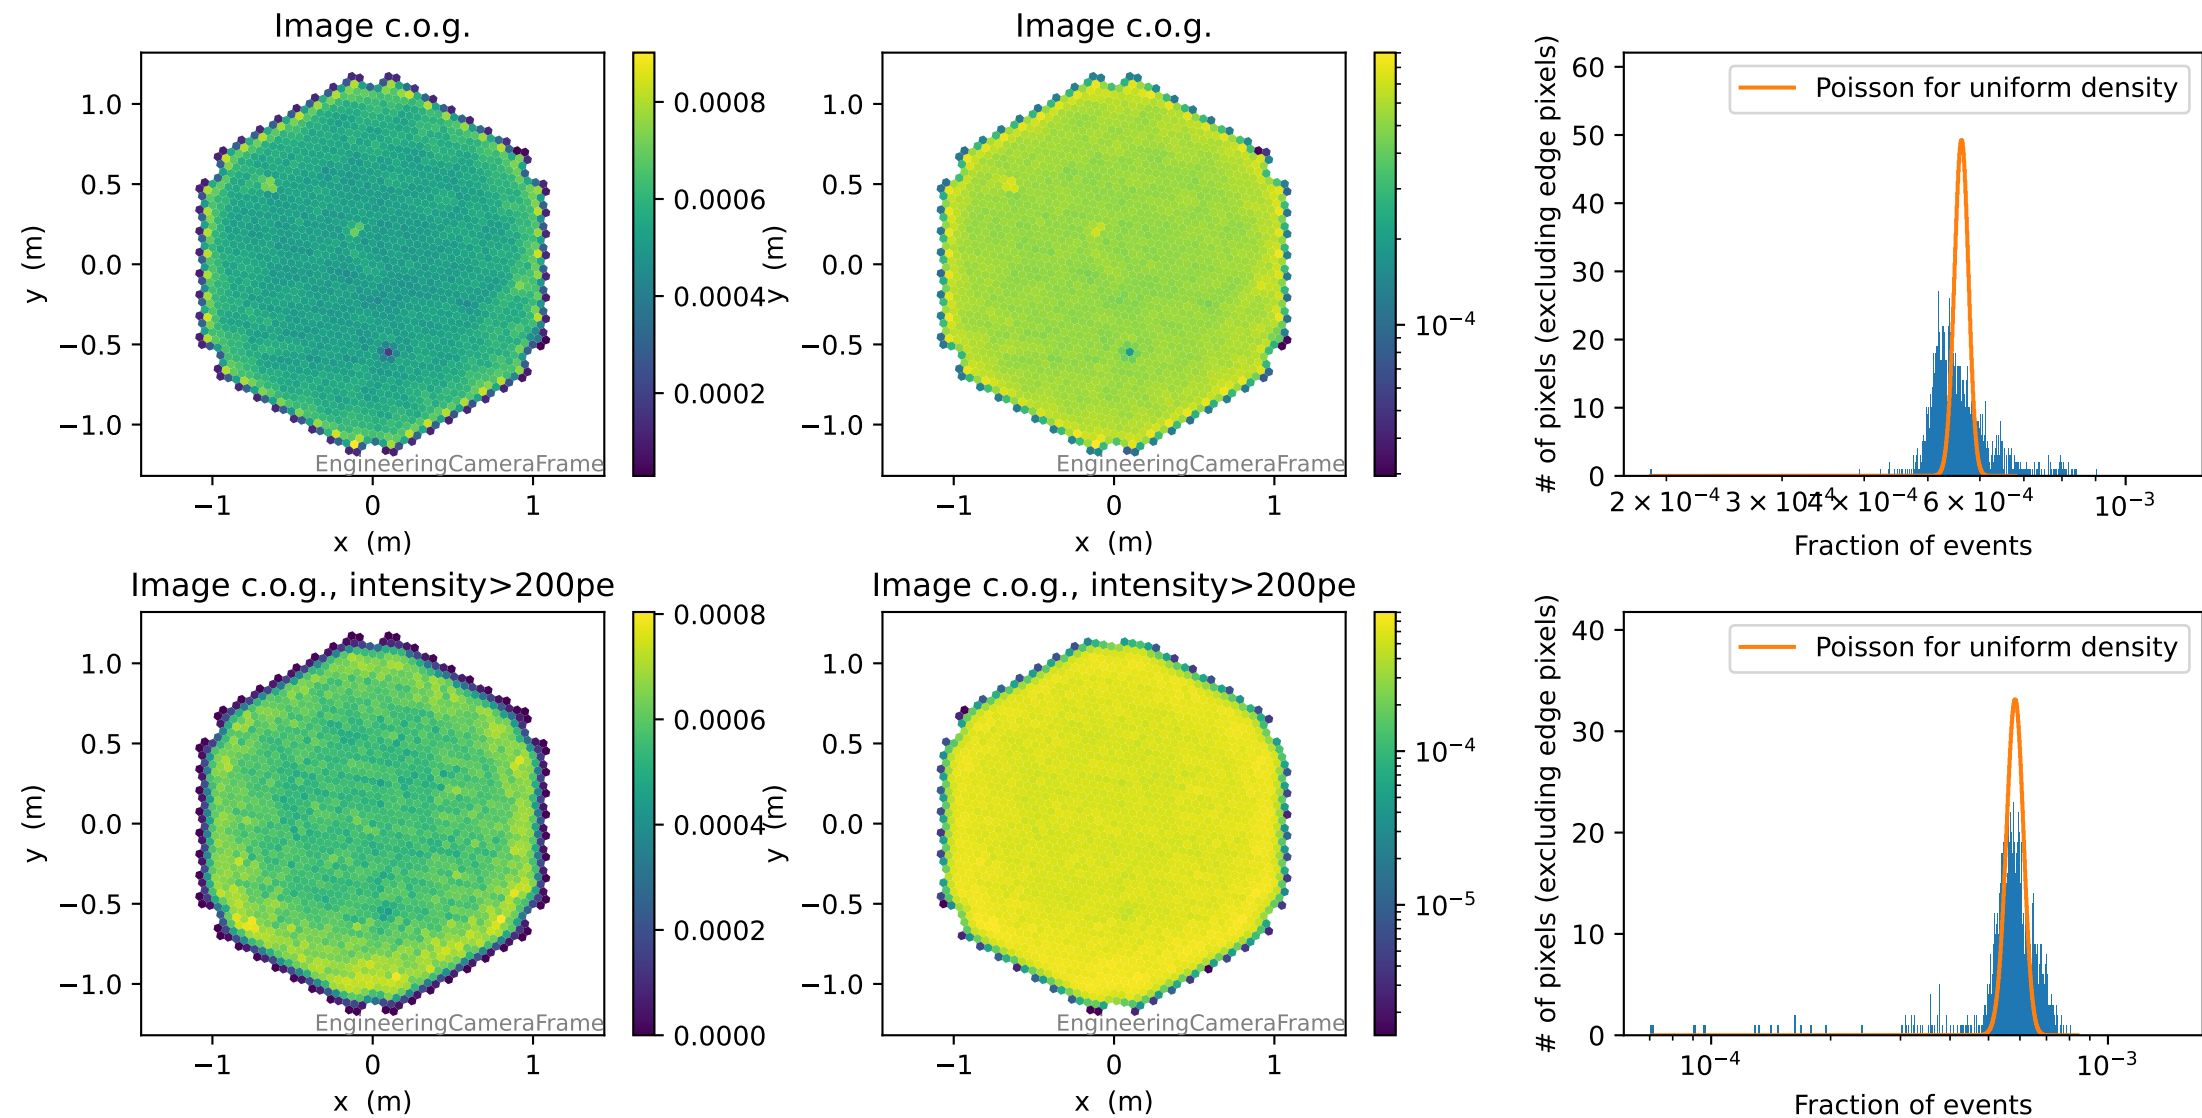 Image c.o.g.
1.0
0.5
0.0
−0.5
−1.0
y (m)
−1
0
1
x (m)
EngineeringCameraFrame
0.0008
0.0006
0.0004
0.0002
Image c.o.g.
1.0
0.5
0.0
−0.5
−1.0
y (m)
−1
0
1
x (m)
EngineeringCameraFrame
10⁻⁴
60
50
40
30
20
10
0
# of pixels (excluding edge pixels)
Poisson for uniform density
2 × 10⁻⁴
3 × 10⁻⁴
4 × 10⁻⁴
6 × 10⁻⁴
10⁻³
Fraction of events
Image c.o.g., intensity>200pe
1.0
0.5
0.0
−0.5
−1.0
y (m)
−1
0
1
x (m)
EngineeringCameraFrame
0.0008
0.0006
0.0004
0.0002
0.0000
Image c.o.g., intensity>200pe
1.0
0.5
0.0
−0.5
−1.0
y (m)
−1
0
1
x (m)
EngineeringCameraFrame
10⁻⁴
10⁻⁵
40
30
20
10
0
# of pixels (excluding edge pixels)
Poisson for uniform density
10⁻⁴
10⁻³
Fraction of events